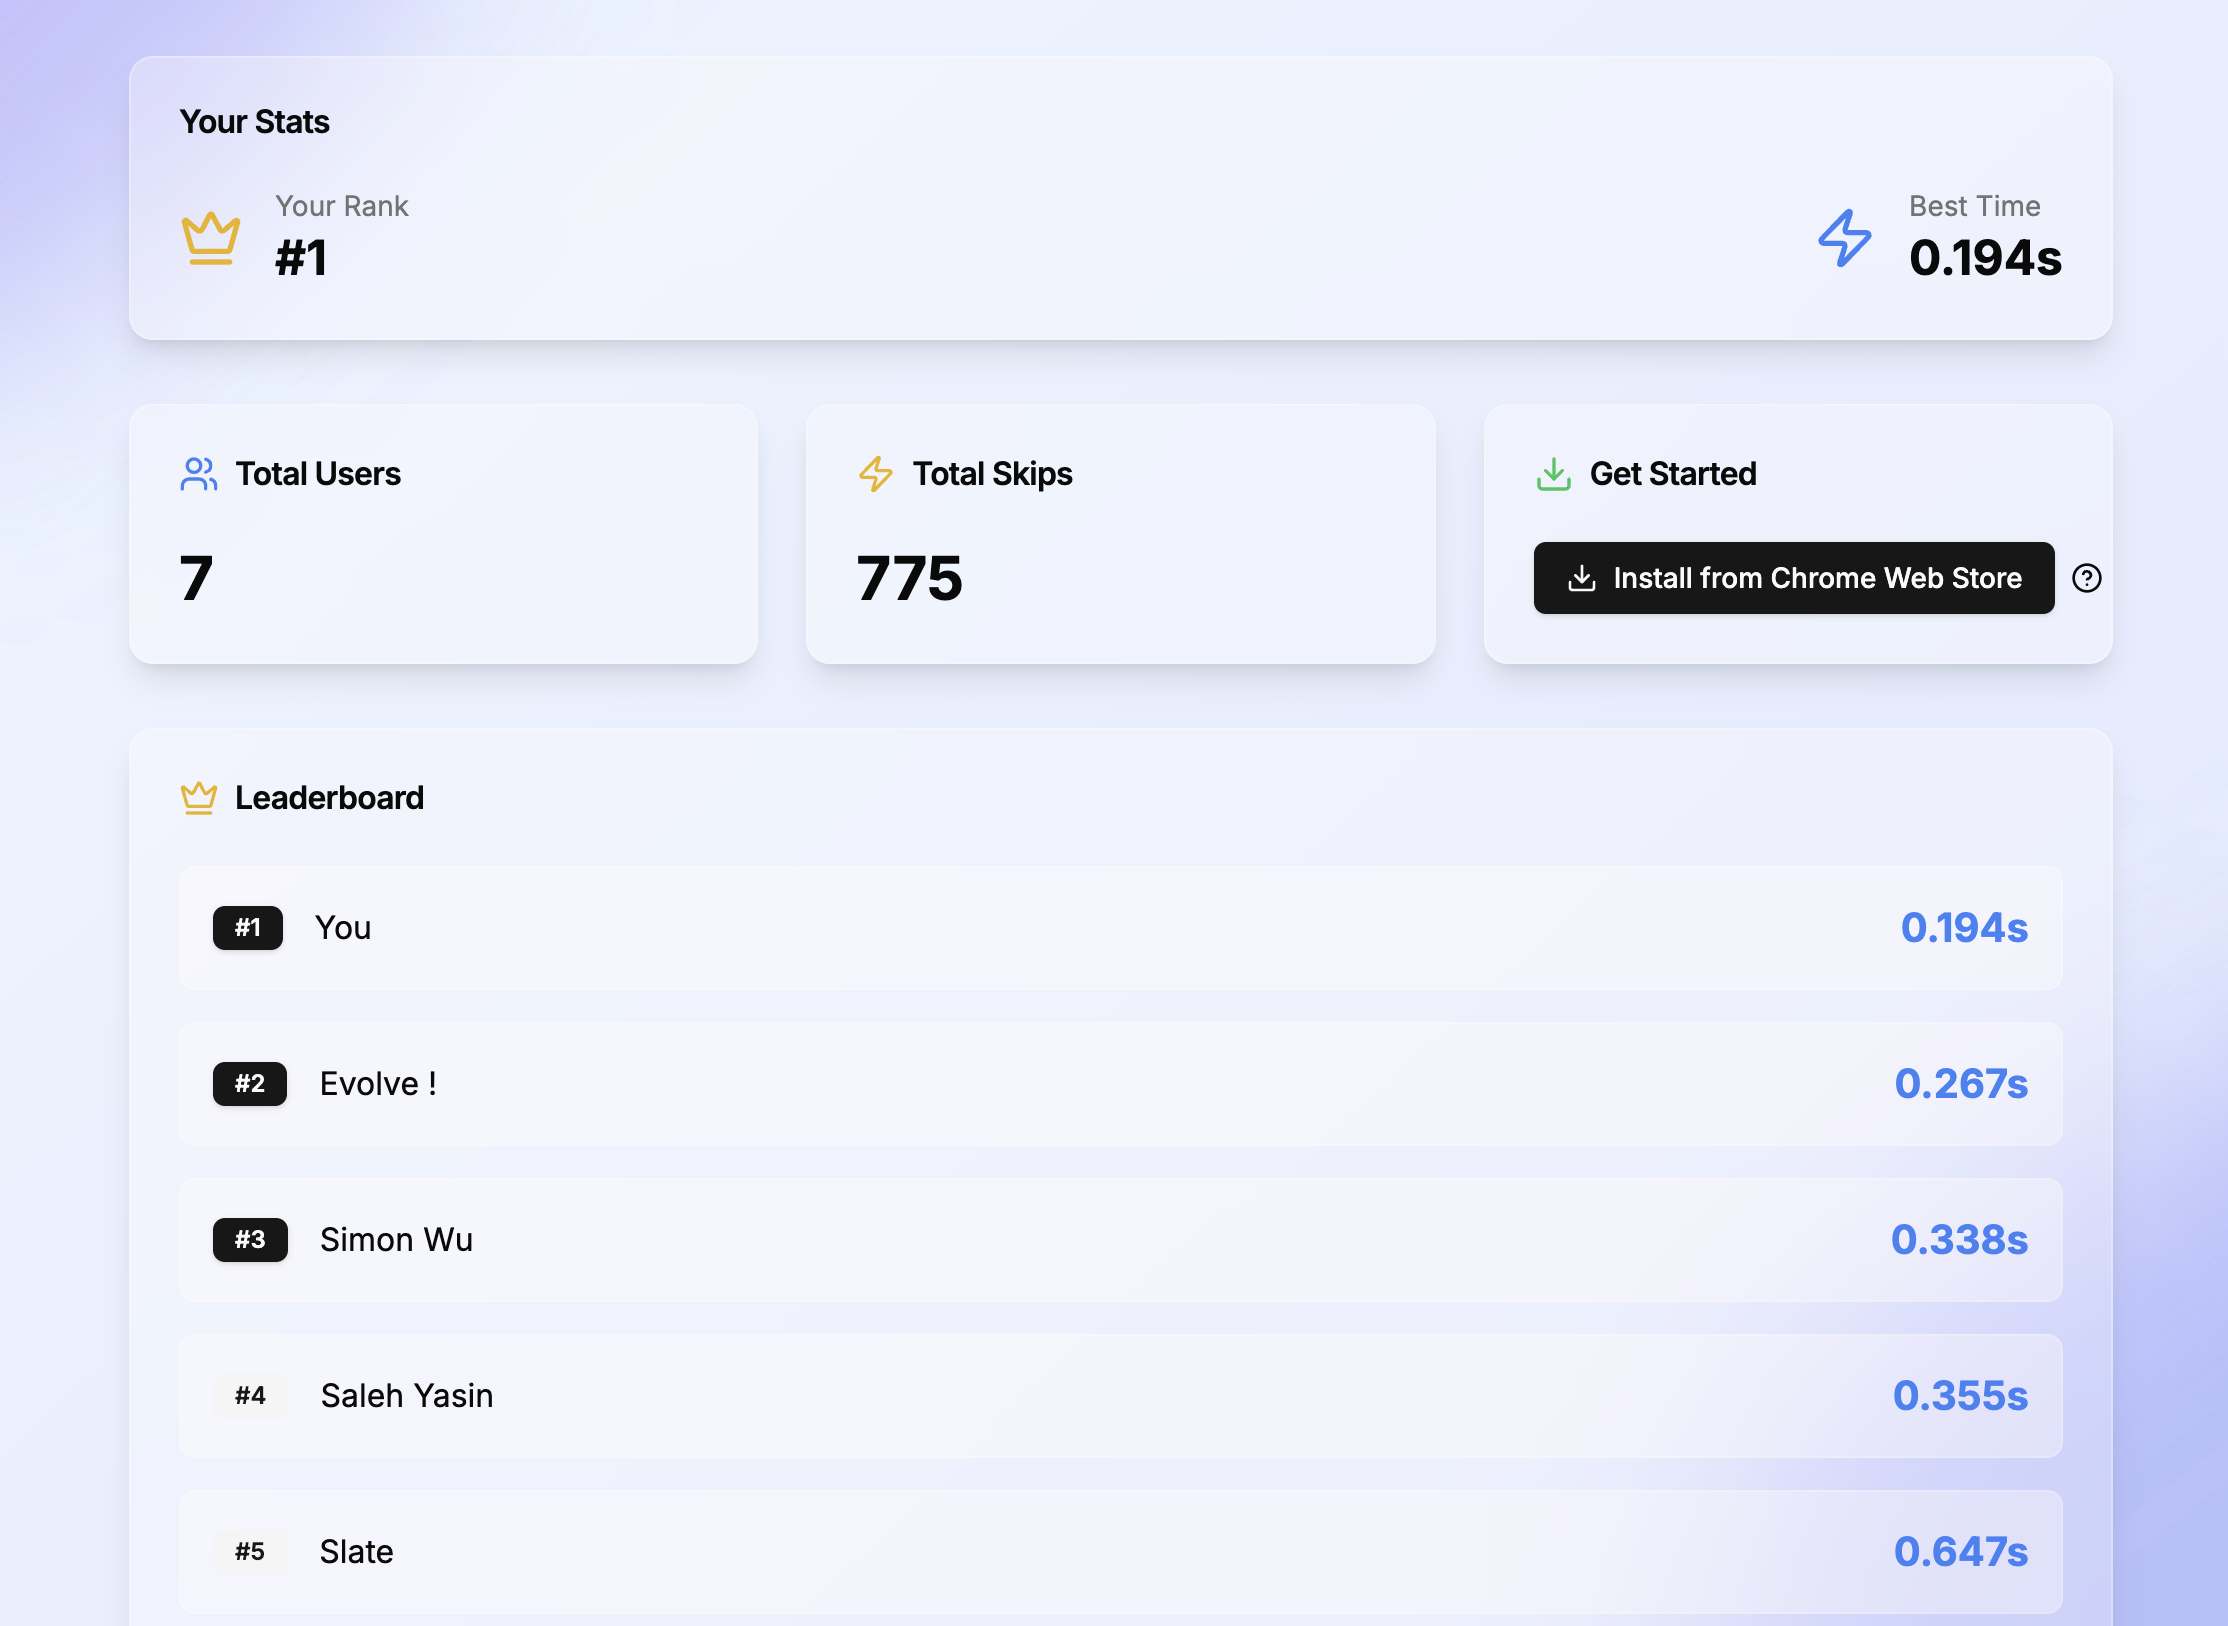 Your Stats
Your Rank
#1
Best Time
0.194s
Total Users
7
Total Skips
775
Get Started
Install from Chrome Web Store
Leaderboard
#1 You 0.194s
#2 Evolve ! 0.267s
#3 Simon Wu 0.338s
#4 Saleh Yasin 0.355s
#5 Slate 0.647s